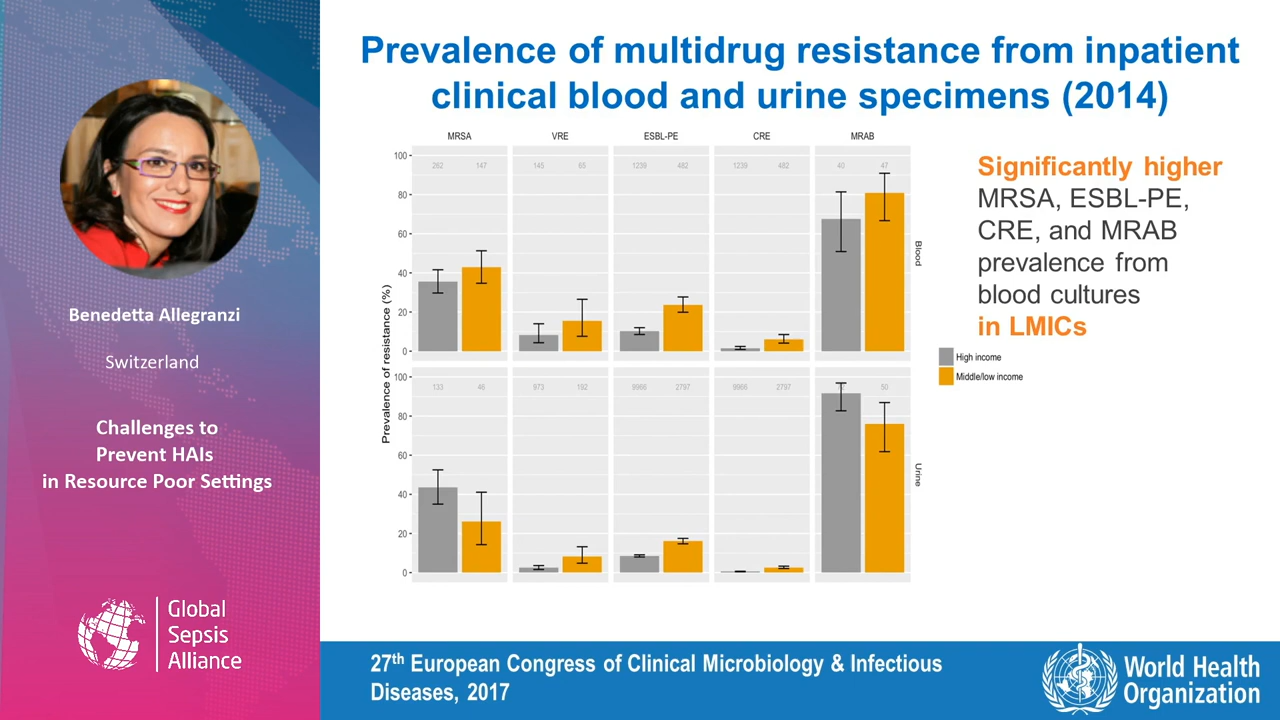 Prevalence of multidrug resistance from inpatient
clinical blood and urine specimens (2014)
Benedetta Allegranzi
Switzerland
Challenges to
Prevent HAIs
in Resource Poor Settings
Global
Sepsis
Alliance
MRSA VRE ESBL-PE CRE MRAB
262 147 145 65 1239 482 1239 482 40 47
100
80
60
40
20
0
Blood
Prevalence of resistance (%)
133 46 973 192 9966 2797 9966 2797 50
100
80
60
40
20
0
Urine
Significantly higher
MRSA, ESBL-PE,
CRE, and MRAB
prevalence from
blood cultures
in LMICs
High income
Middle/low income
27th European Congress of Clinical Microbiology & Infectious
Diseases, 2017
World Health
Organization